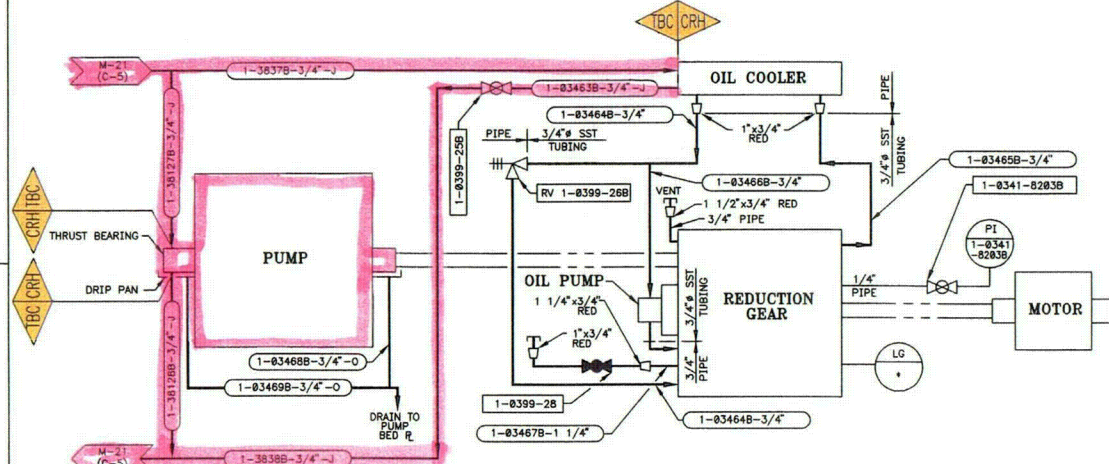 TBC CRH
M-21
(C-5)
1-3837B-3/4"-J
OIL COOLER
PIPE
1-03463B-3/4"-J
1-03464B-3/4"
1"x3/4"
RED
3/4"ø SST
TUBING
1-0399-25B
PIPE
3/4"ø SST
TUBING
1-03465B-3/4"
1-38127B-3/4"-J
RV 1-0399-26B
1-03466B-3/4"
1-0341-8203B
VENT
1 1/2"x3/4" RED
3/4" PIPE
CRH TBC
THRUST BEARING
PUMP
PI
1-0341
-8203B
DRIP PAN
TBC CRH
OIL PUMP
1 1/4"x3/4"
RED
3/4"ø SST
TUBING
REDUCTION
GEAR
1/4"
PIPE
MOTOR
1"x3/4"
RED
3/4"
PIPE
1-38128B-3/4"-J
1-03468B-3/4"-O
1-03469B-3/4"-O
LG
*
1-0399-28
DRAIN TO
PUMP
BED PL
1-03467B-1 1/4"
1-03464B-3/4"
M-21
(C-5)
1-3838B-3/4"-J